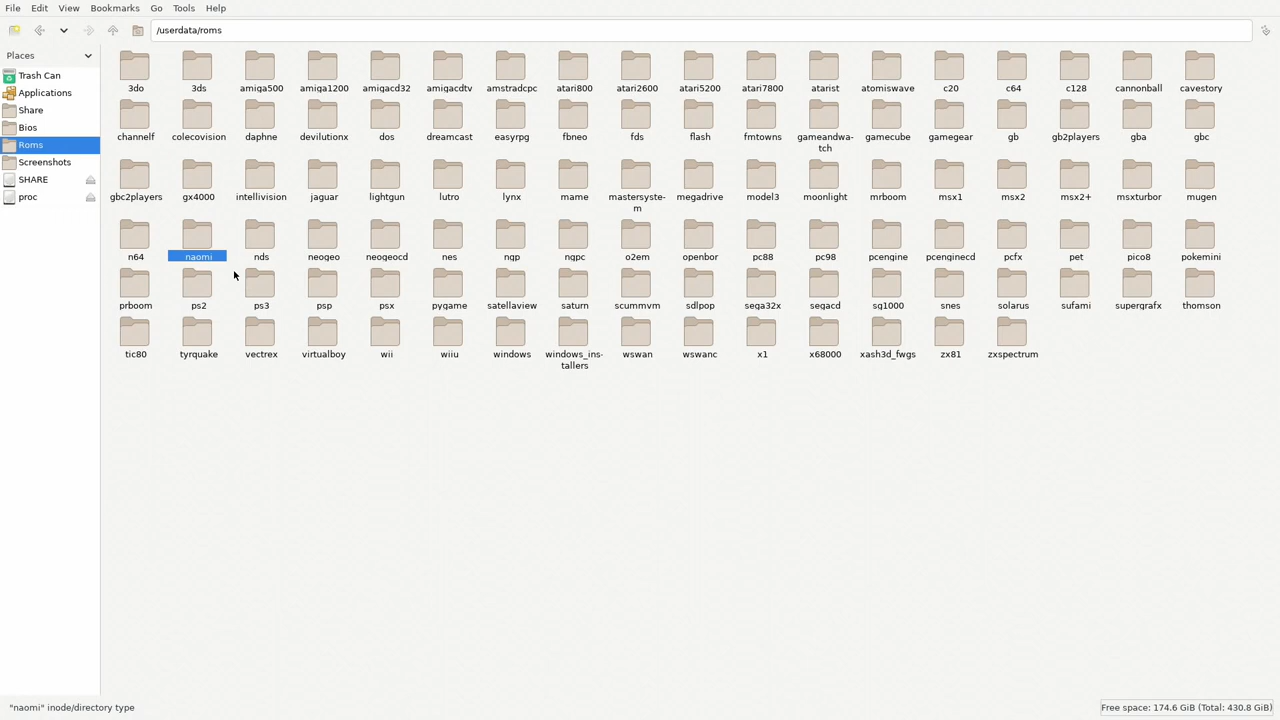 File Edit View Bookmarks Go Tools Help
/userdata/roms
Places
Trash Can
Applications
Share
Bios
Roms
Screenshots
SHARE
proc
3do 3ds amiga500 amiga1200 amigacd32 amigacdtv amstradcpc atari800 atari2600 atari5200 atari7800 atarist atomiswave c20 c64 c128 cannonball cavestory
channelf colecovision daphne devilutionx dos dreamcast easyrpg fbneo fds flash fmtowns gameandwa- gamecube gamegear gb gb2players gba gbc
tch
gbc2players gx4000 intellivision jaguar lightgun lutro lynx mame mastersyste- megadrive model3 moonlight mrboom msx1 msx2 msx2+ msxturbor mugen
m
n64 naomi nds neogeo neogeocd nes ngp ngpc o2em openbor pc88 pc98 pcengine pcenginecd pcfx pet pico8 pokemini
prboom ps2 ps3 psp psx pygame satellaview saturn scummvm sdlpop sega32x segacd sg1000 snes solarus sufami supergrafx thomson
tic80 tyrquake vectrex virtualboy wii wiiu windows windows_ins- wswan wswanc x1 x68000 xash3d_fwgs zx81 zxspectrum
tallers
"naomi" inode/directory type
Free space: 174.6 GiB (Total: 430.8 GiB)